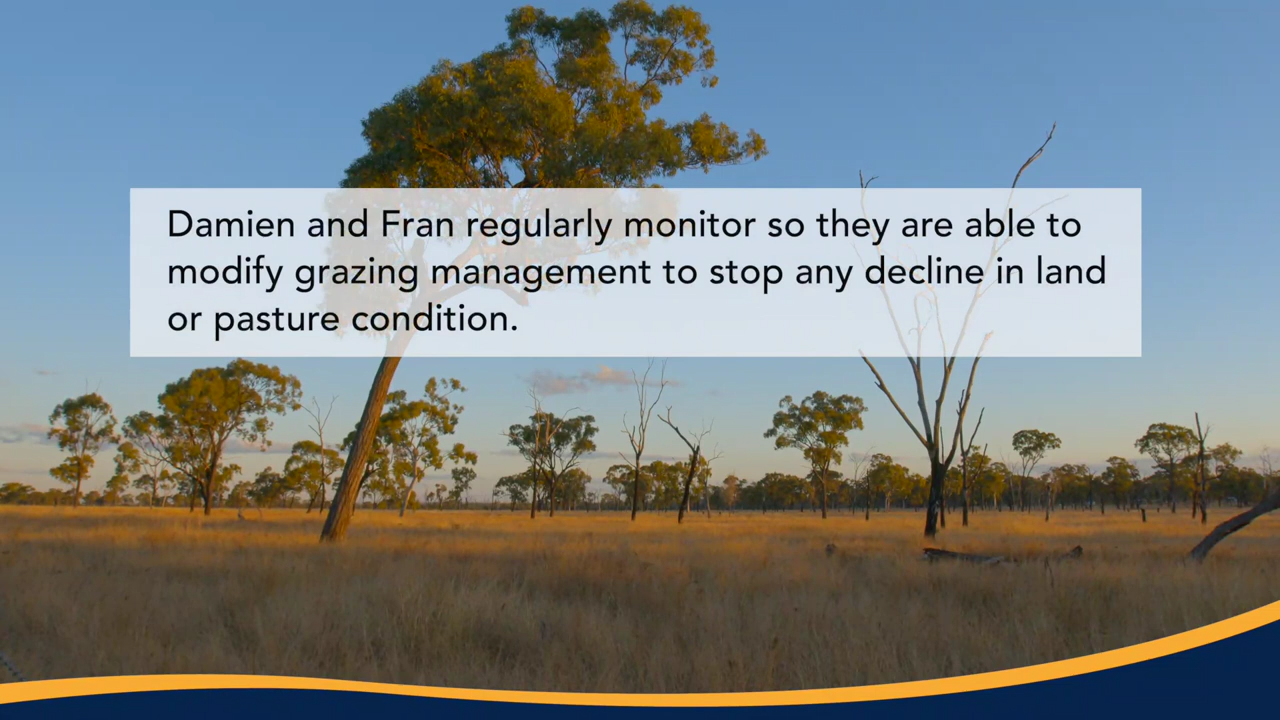 Damien and Fran regularly monitor so they are able to
modify grazing management to stop any decline in land
or pasture condition.